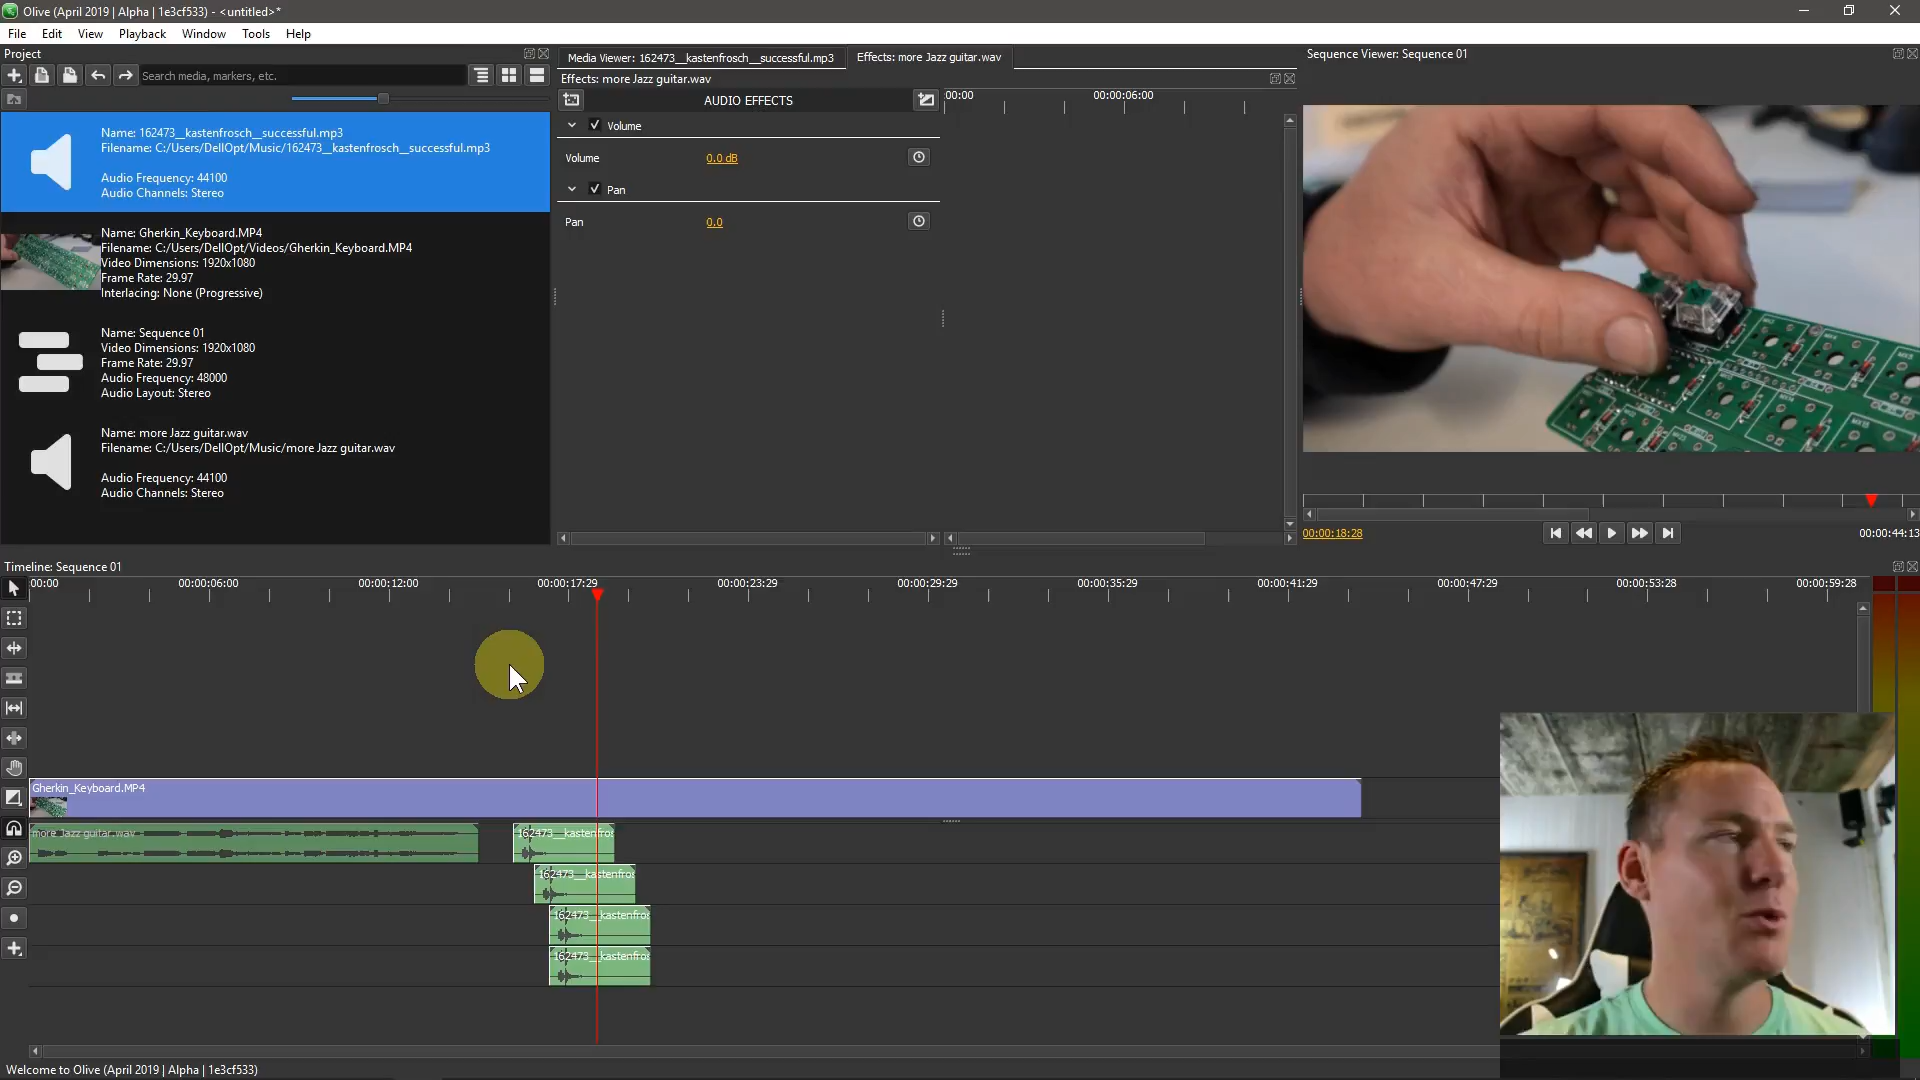 Olive (April 2019 | Alpha | 1e3cf533) - <untitled>*
File Edit View Playback Window Tools Help
Project
Search media, markers, etc.
Name: 162473__kastenfrosch__successful.mp3
Filename: C:/Users/DellOpt/Music/162473__kastenfrosch__successful.mp3
Audio Frequency: 44100
Audio Channels: Stereo
Name: Gherkin_Keyboard.MP4
Filename: C:/Users/DellOpt/Videos/Gherkin_Keyboard.MP4
Video Dimensions: 1920x1080
Frame Rate: 29.97
Interlacing: None (Progressive)
Name: Sequence 01
Video Dimensions: 1920x1080
Frame Rate: 29.97
Audio Frequency: 48000
Audio Layout: Stereo
Name: more Jazz guitar.wav
Filename: C:/Users/DellOpt/Music/more Jazz guitar.wav
Audio Frequency: 44100
Audio Channels: Stereo
Media Viewer: 162473__kastenfrosch__successful.mp3
Effects: more Jazz guitar.wav
Effects: more Jazz guitar.wav
AUDIO EFFECTS
:00:00
00:00:06:00
Volume
Volume 0.0 dB
Pan
Pan 0.0
Sequence Viewer: Sequence 01
00:00:18:28
00:00:44:13
Timeline: Sequence 01
00:00 00:00:06:00 00:00:12:00 00:00:17:29 00:00:23:29 00:00:29:29 00:00:35:29 00:00:41:29 00:00:47:29 00:00:53:28 00:00:59:28
Gherkin_Keyboard.MP4
more Jazz guitar.wav
162473__kastenfros
162473__kastenfros
162473__kastenfros
162473__kastenfros
Welcome to Olive (April 2019 | Alpha | 1e3cf533)